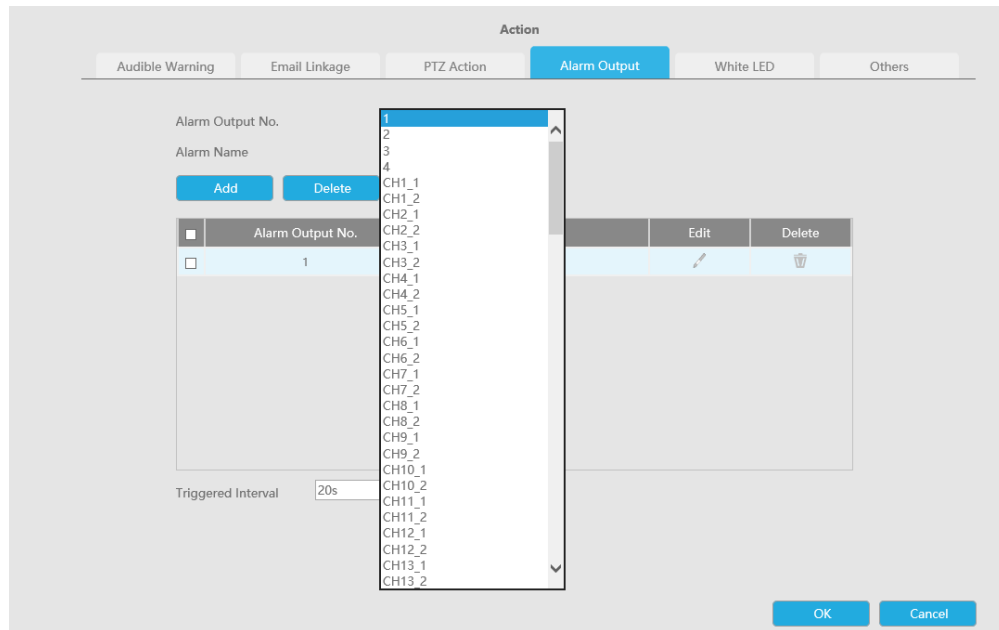 Action
Audible Warning Email Linkage PTZ Action Alarm Output White LED Others
Alarm Output No.
Alarm Name
Add Delete
1
2
3
4
CH1_1
CH1_2
CH2_1
CH2_2
CH3_1
CH3_2
CH4_1
CH4_2
CH5_1
CH5_2
CH6_1
CH6_2
CH7_1
CH7_2
CH8_1
CH8_2
CH9_1
CH9_2
CH10_1
CH10_2
CH11_1
CH11_2
CH12_1
CH12_2
CH13_1
CH13_2
Alarm Output No. Edit Delete
1
Triggered Interval 20s
OK Cancel